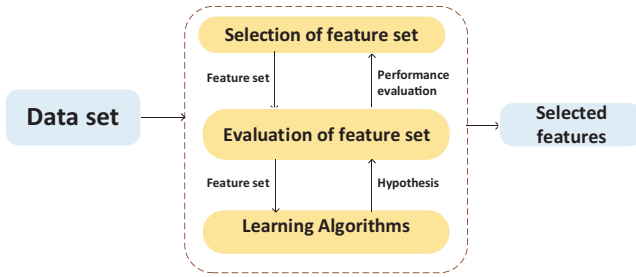 Selection of feature set
Feature set
Performance
evaluation
Data set
Evaluation of feature set
Selected
features
Feature set
Hypothesis
Learning Algorithms